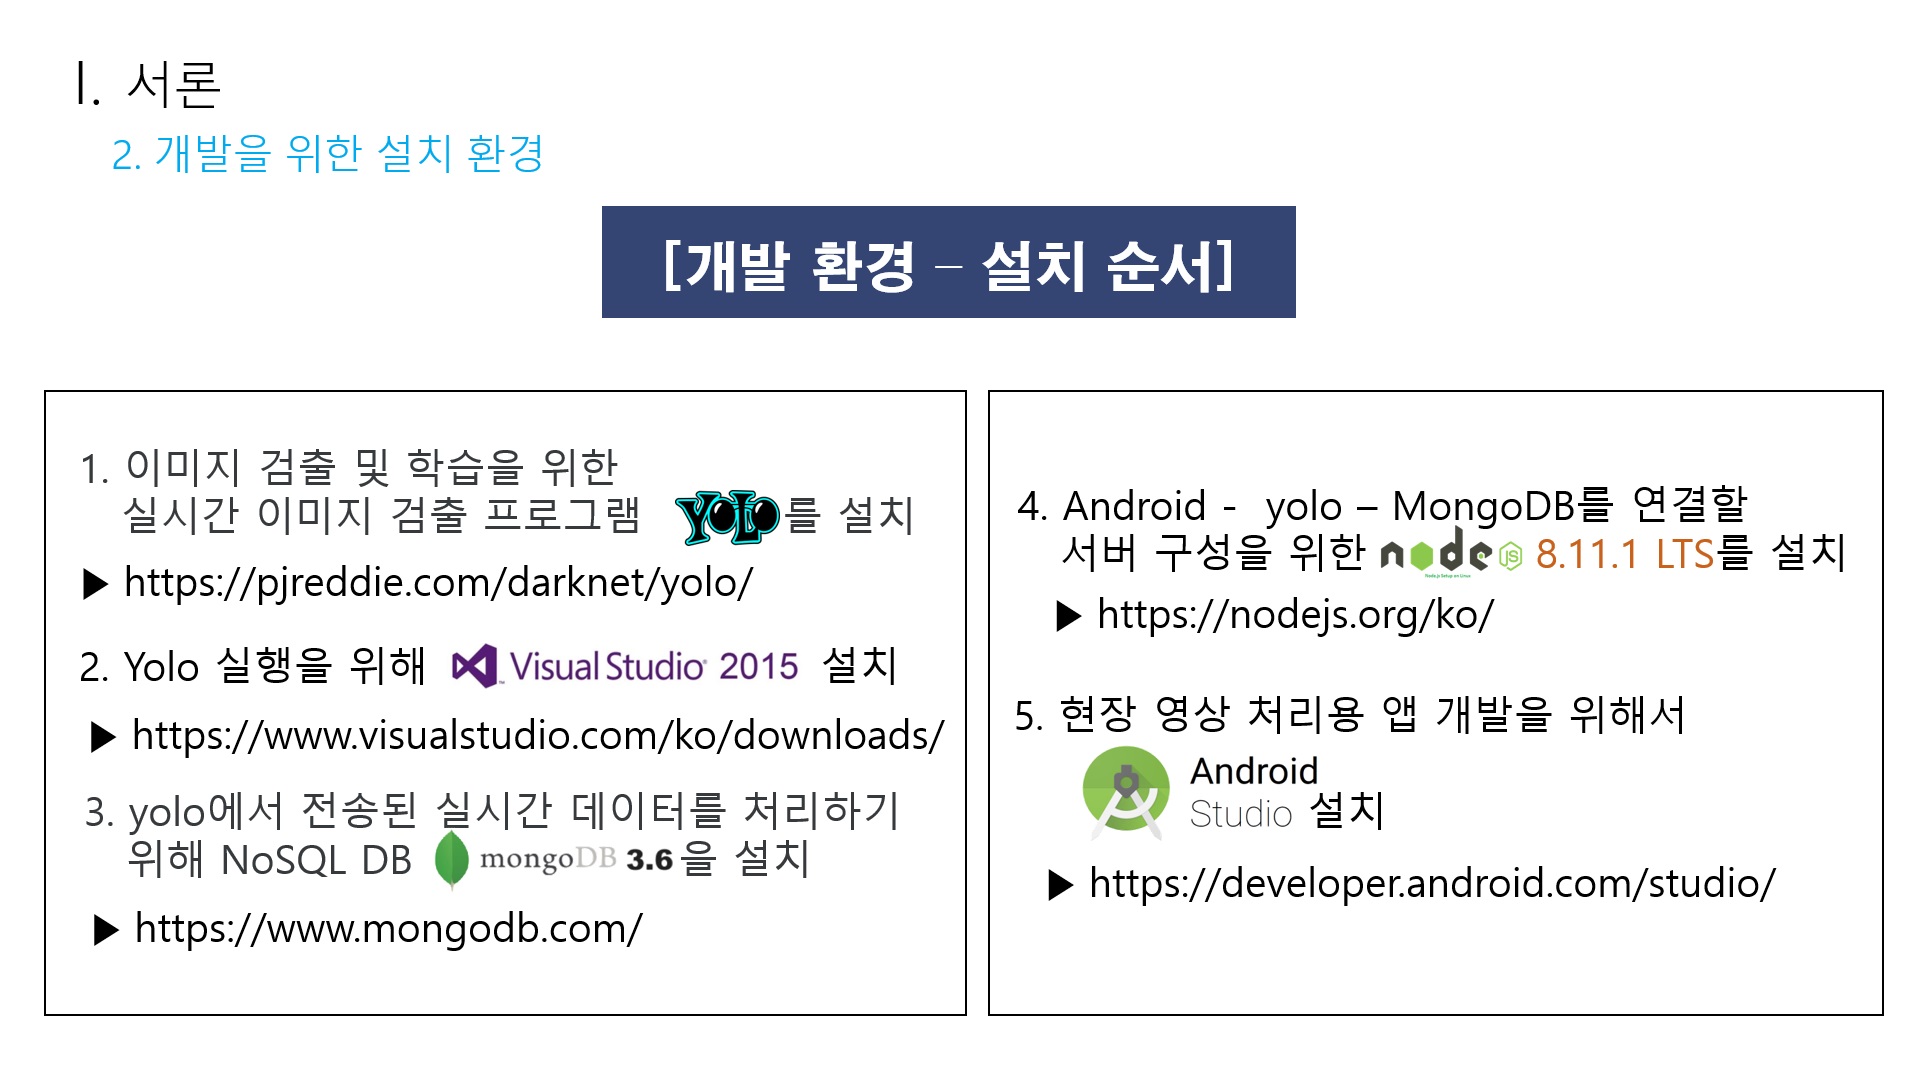 I. 서론
2. 개발을 위한 설치 환경
[개발 환경 – 설치 순서]
1. 이미지 검출 및 학습을 위한
실시간 이미지 검출 프로그램 YOLO를 설치
▶ https://pjreddie.com/darknet/yolo/
2. Yolo 실행을 위해 Visual Studio 2015 설치
▶ https://www.visualstudio.com/ko/downloads/
3. yolo에서 전송된 실시간 데이터를 처리하기
위해 NoSQL DB mongoDB 3.6 을 설치
▶ https://www.mongodb.com/
4. Android - yolo – MongoDB를 연결할
서버 구성을 위한 node JS 8.11.1 LTS를 설치
Node.js Setup on Linux
▶ https://nodejs.org/ko/
5. 현장 영상 처리용 앱 개발을 위해서
Android
Studio 설치
▶ https://developer.android.com/studio/